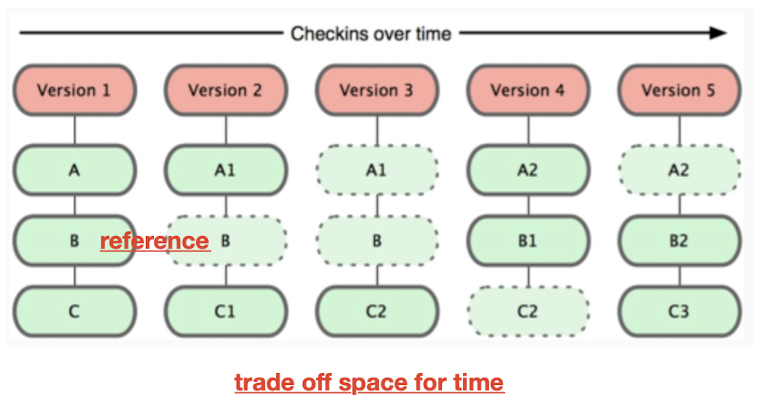 Checkins over time
Version 1 Version 2 Version 3 Version 4 Version 5
A A1 A1 A2 A2
B reference B B B1 B2
C C1 C2 C2 C3
trade off space for time